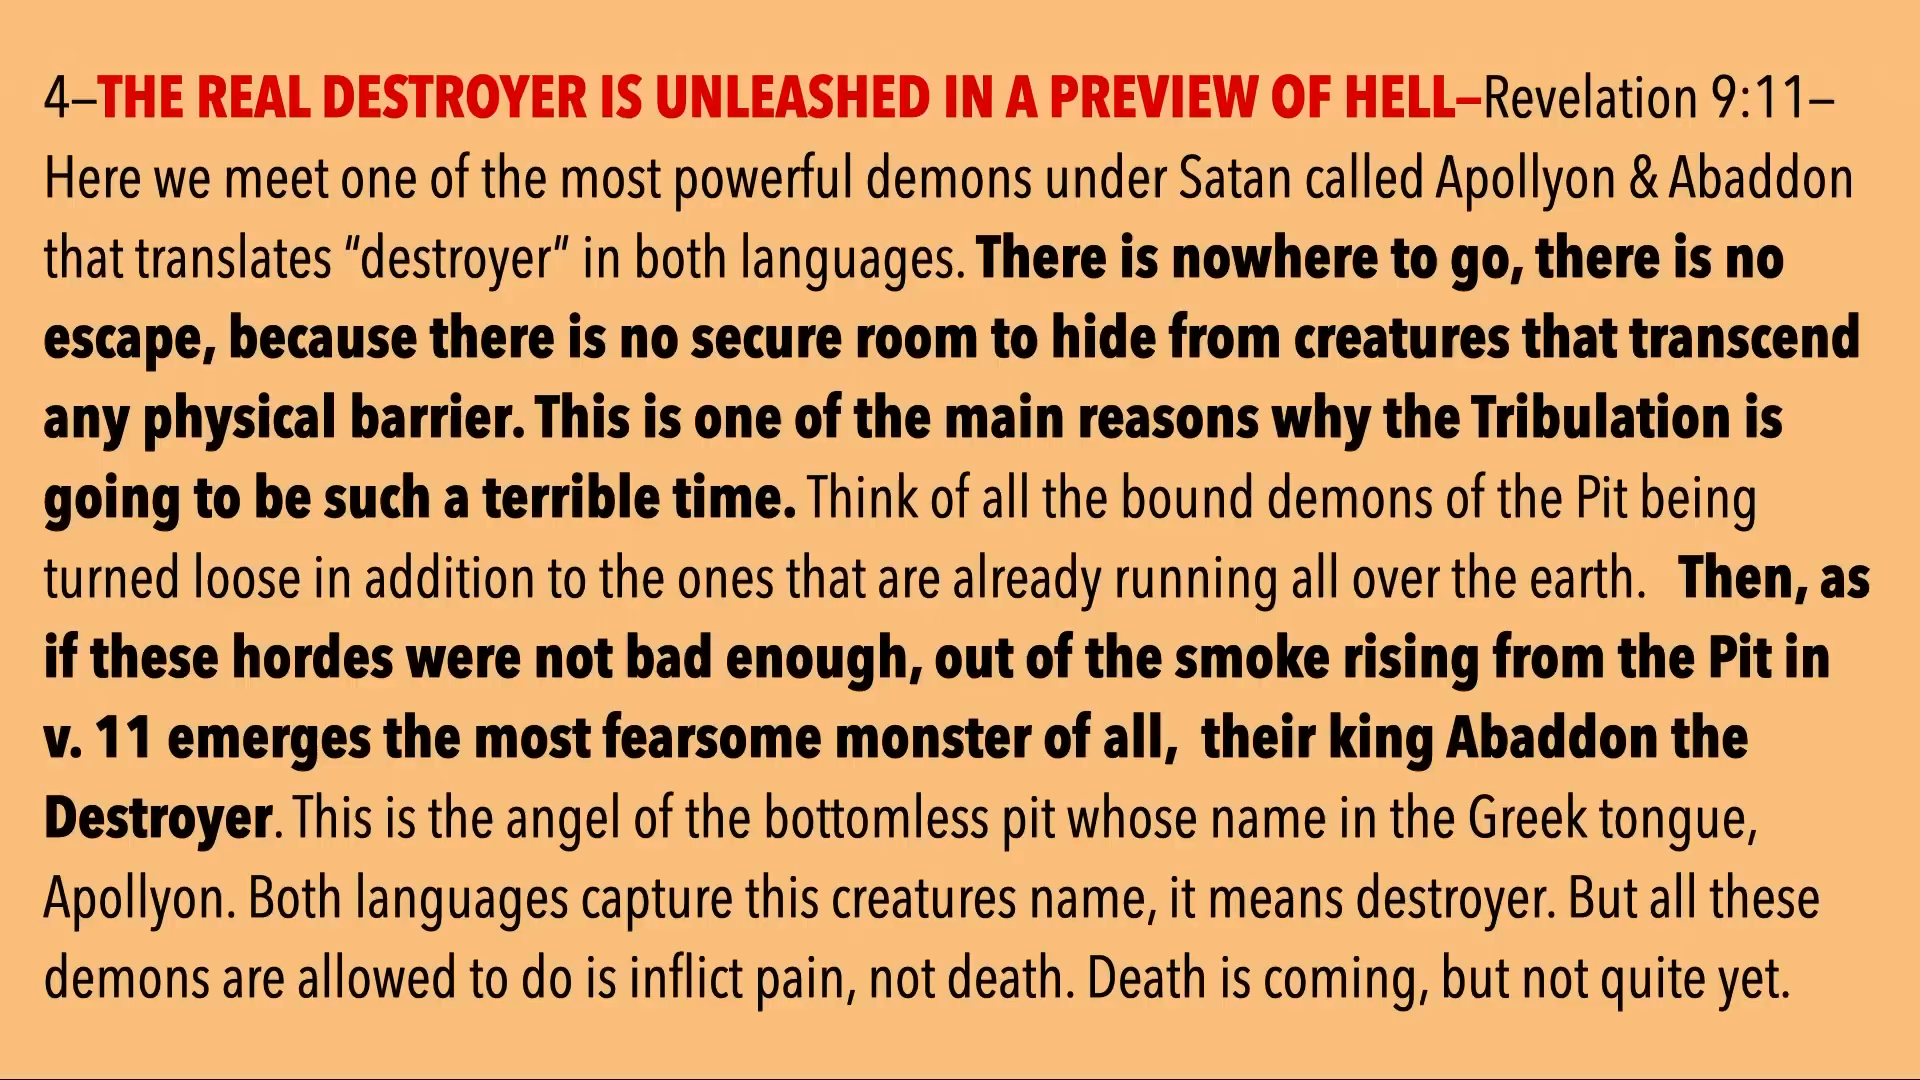 4–THE REAL DESTROYER IS UNLEASHED IN A PREVIEW OF HELL–Revelation 9:11–
Here we meet one of the most powerful demons under Satan called Apollyon & Abaddon
that translates “destroyer” in both languages. There is nowhere to go, there is no
escape, because there is no secure room to hide from creatures that transcend
any physical barrier. This is one of the main reasons why the Tribulation is
going to be such a terrible time. Think of all the bound demons of the Pit being
turned loose in addition to the ones that are already running all over the earth.   Then, as
if these hordes were not bad enough, out of the smoke rising from the Pit in
v. 11 emerges the most fearsome monster of all,  their king Abaddon the
Destroyer. This is the angel of the bottomless pit whose name in the Greek tongue,
Apollyon. Both languages capture this creatures name, it means destroyer. But all these
demons are allowed to do is inflict pain, not death. Death is coming, but not quite yet.